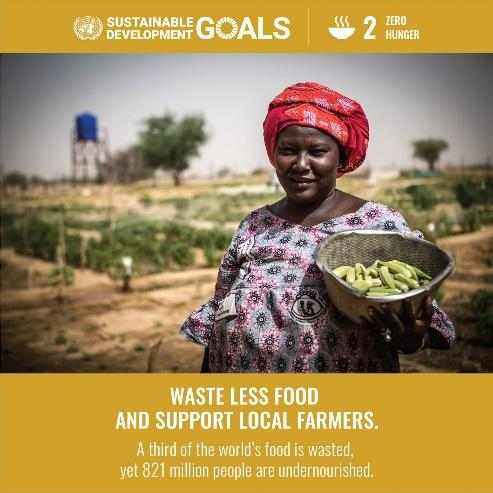 SUSTAINABLE
DEVELOPMENT GOALS
2 ZERO
HUNGER
WASTE LESS FOOD
AND SUPPORT LOCAL FARMERS.
A third of the world's food is wasted,
yet 821 million people are undernourished.